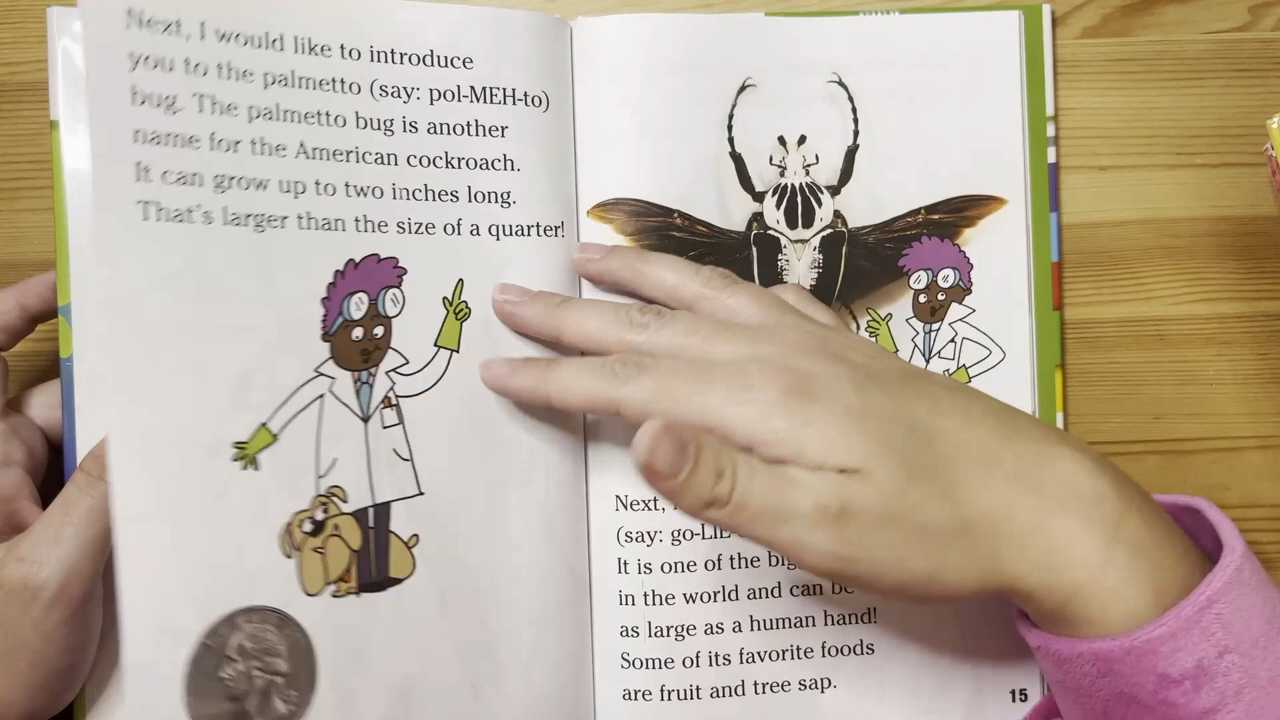 Next, I would like to introduce
you to the palmetto (say: pol-MEH-to)
bug. The palmetto bug is another
name for the American cockroach.
It can grow up to two inches long.
That's larger than the size of a quarter!
Next,
(say:
It is one of the
in the world and can be
as large as a human hand!
Some of its favorite foods
are fruit and tree sap.
15